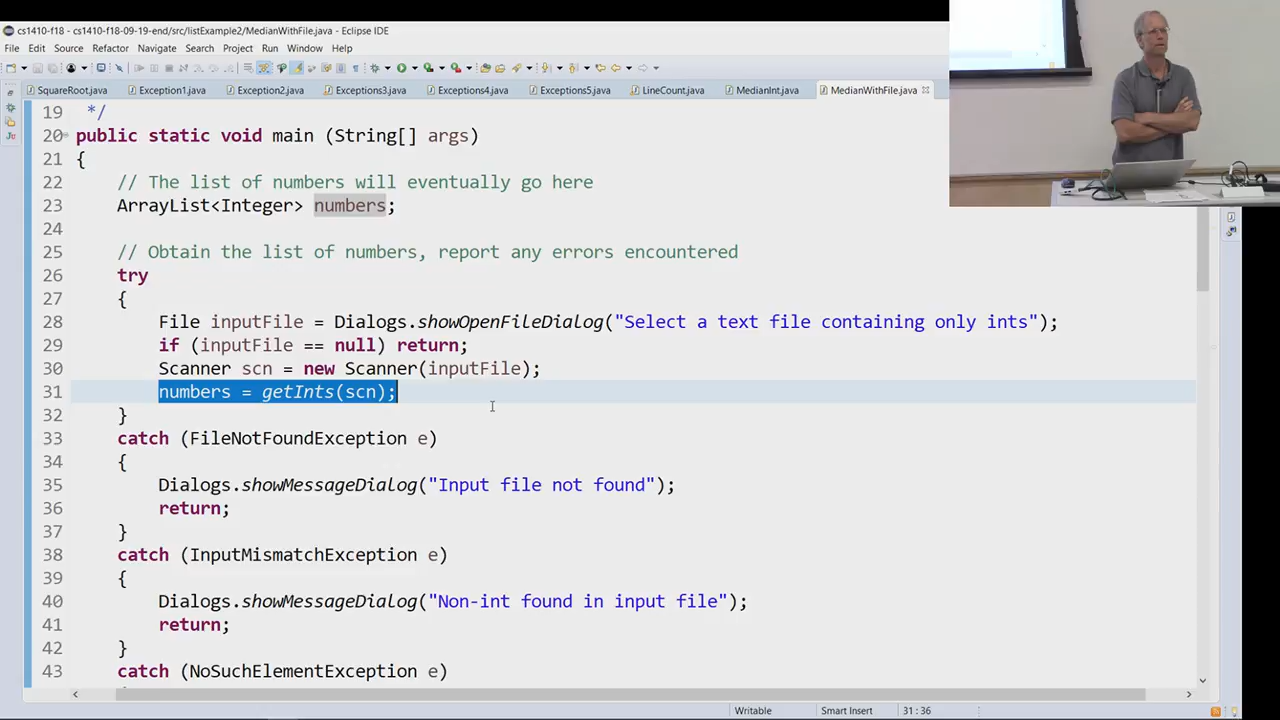 cs1410-f18 - cs1410-f18-09-19-end/src/listExample2/MedianWithFile.java - Eclipse IDE
File Edit Source Refactor Navigate Search Project Run Window Help
SquareRoot.java Exception1.java Exception2.java Exceptions3.java Exceptions4.java Exceptions5.java LineCount.java MedianInt.java MedianWithFile.java
19 */
20 public static void main (String[] args)
21 {
22 // The list of numbers will eventually go here
23 ArrayList<Integer> numbers;
24
25 // Obtain the list of numbers, report any errors encountered
26 try
27 {
28 File inputFile = Dialogs.showOpenFileDialog("Select a text file containing only ints");
29 if (inputFile == null) return;
30 Scanner scn = new Scanner(inputFile);
31 numbers = getInts(scn);
32 }
33 catch (FileNotFoundException e)
34 {
35 Dialogs.showMessageDialog("Input file not found");
36 return;
37 }
38 catch (InputMismatchException e)
39 {
40 Dialogs.showMessageDialog("Non-int found in input file");
41 return;
42 }
43 catch (NoSuchElementException e)
Writable Smart Insert 31 : 36